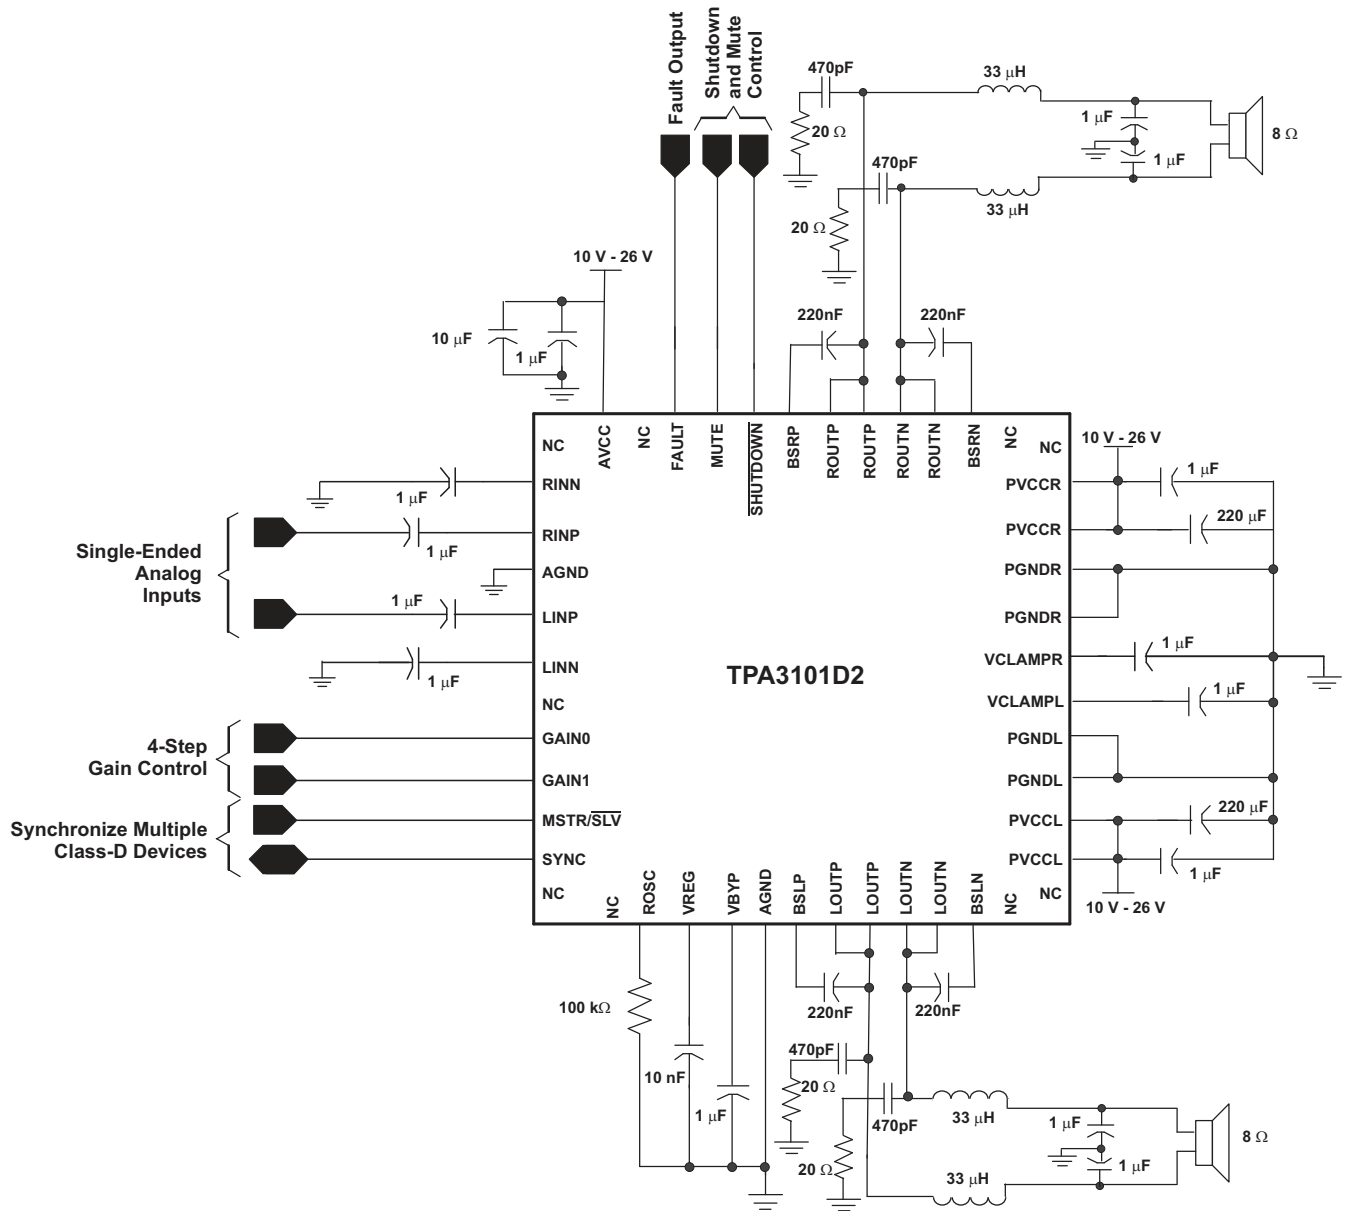 Fault Output
Shutdown
and Mute
Control
470pF
20 Ω
33 μH
1 μF
1 μF
8 Ω
470pF
20 Ω
33 μH
10 V - 26 V
10 μF
1 μF
220nF
220nF
NC
AVCC
NC
FAULT
MUTE
SHUTDOWN
BSRP
ROUTP
ROUTP
ROUTN
ROUTN
BSRN
NC
NC
10 V - 26 V
1 μF
RINN
PVCCR
1 μF
220 μF
RINP
PVCCR
1 μF
Single-Ended
Analog
Inputs
AGND
PGNDR
1 μF
LINP
PGNDR
1 μF
LINN
VCLAMPR
1 μF
TPA3101D2
1 μF
NC
VCLAMPL
4-Step
Gain Control
GAIN0
PGNDL
GAIN1
PGNDL
220 μF
Synchronize Multiple
Class-D Devices
MSTR/SLV
PVCCL
SYNC
PVCCL
1 μF
NC
NC
10 V - 26 V
NC
ROSC
VREG
VBYP
AGND
BSLP
LOUTP
LOUTP
LOUTN
LOUTN
BSLN
NC
100 kΩ
220nF
220nF
10 nF
1 μF
470pF
20 Ω
470pF
20 Ω
33 μH
1 μF
1 μF
8 Ω
33 μH